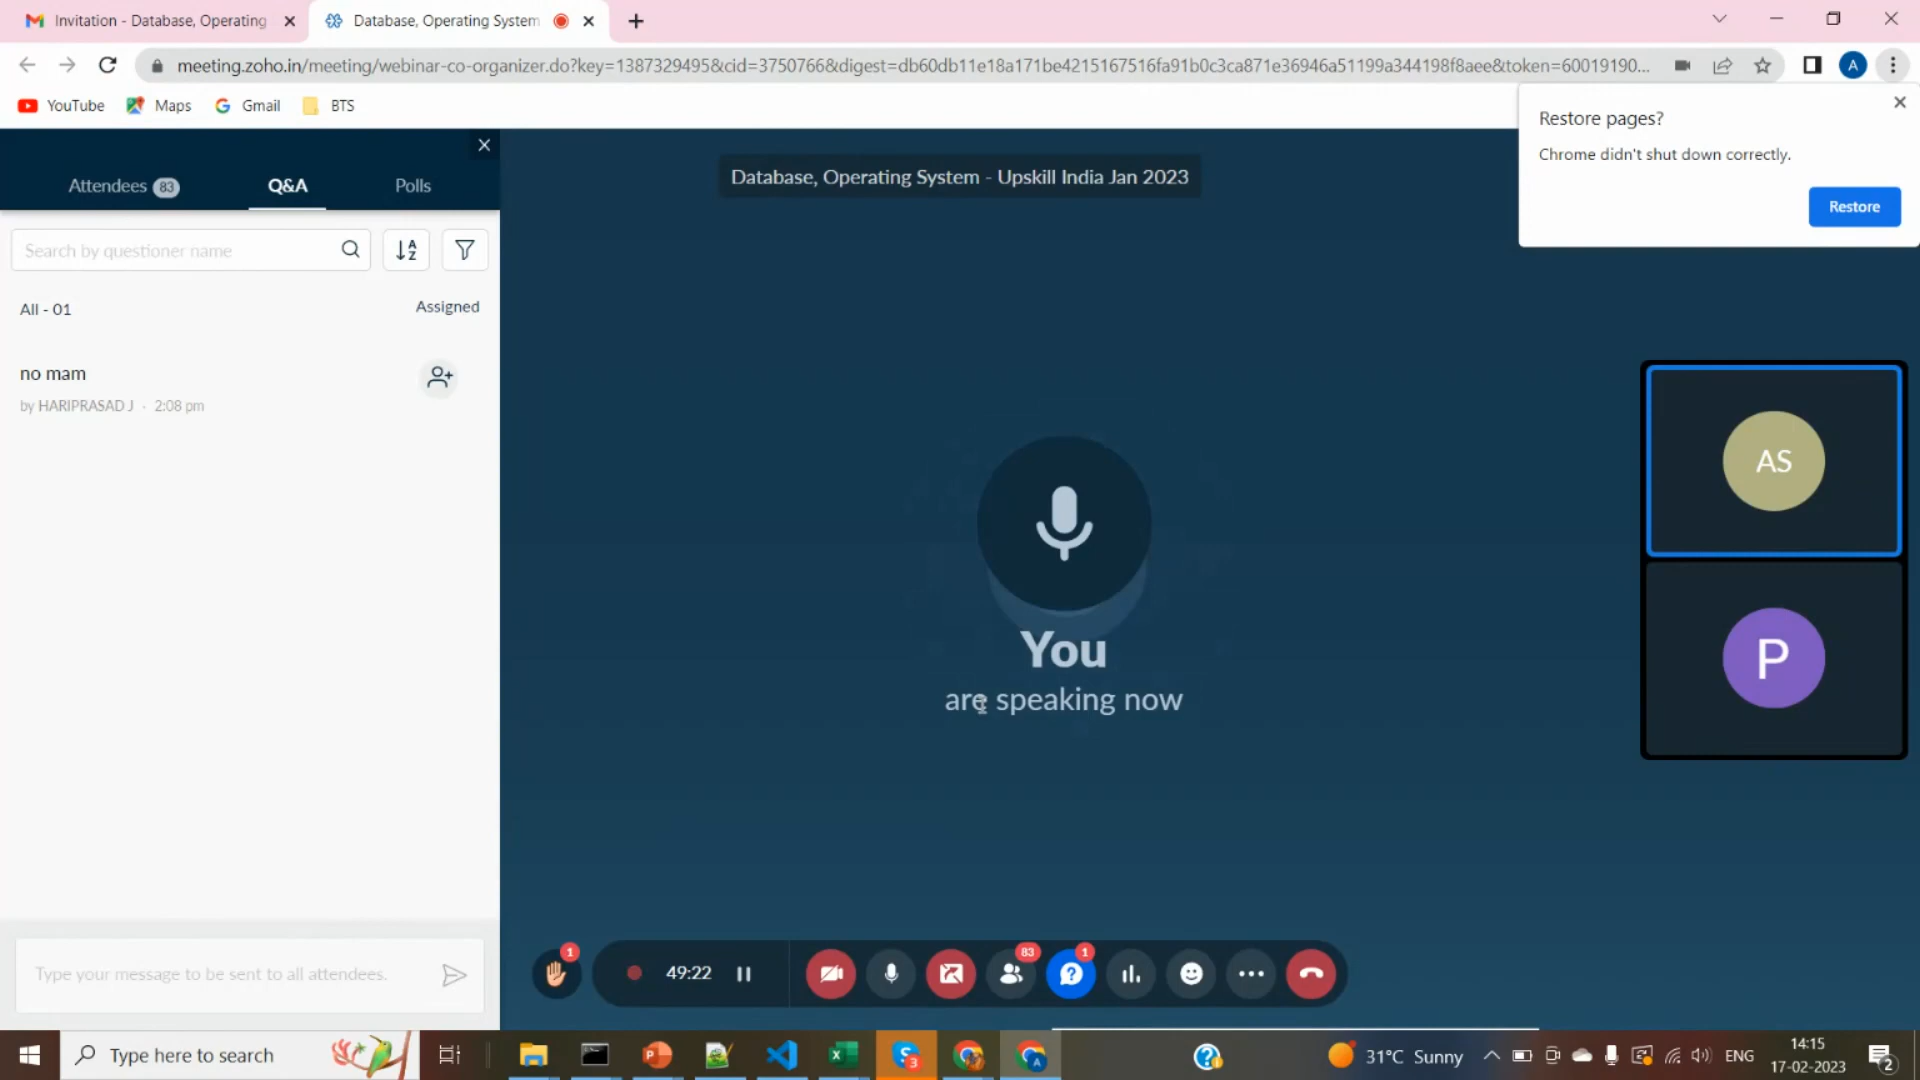 Invitation - Database, Operating
Database, Operating System
meeting.zoho.in/meeting/webinar-co-organizer.do?key=1387329495&cid=3750766&digest=db60db11e18a171be4215167516fa91b0c3ca871e36946a51199a344198f8aee&token=60019190...
A
YouTube
Maps
Gmail
BTS
Restore pages?
Chrome didn't shut down correctly.
Restore
Attendees 83
Q&A
Polls
Database, Operating System - Upskill India Jan 2023
Search by questioner name
All - 01
Assigned
no mam
by HARIPRASAD J · 2:08 pm
AS
P
You
are speaking now
Type your message to be sent to all attendees.
1
49:22
83
1
Type here to search
31°C Sunny
ENG
14:15
17-02-2023
2